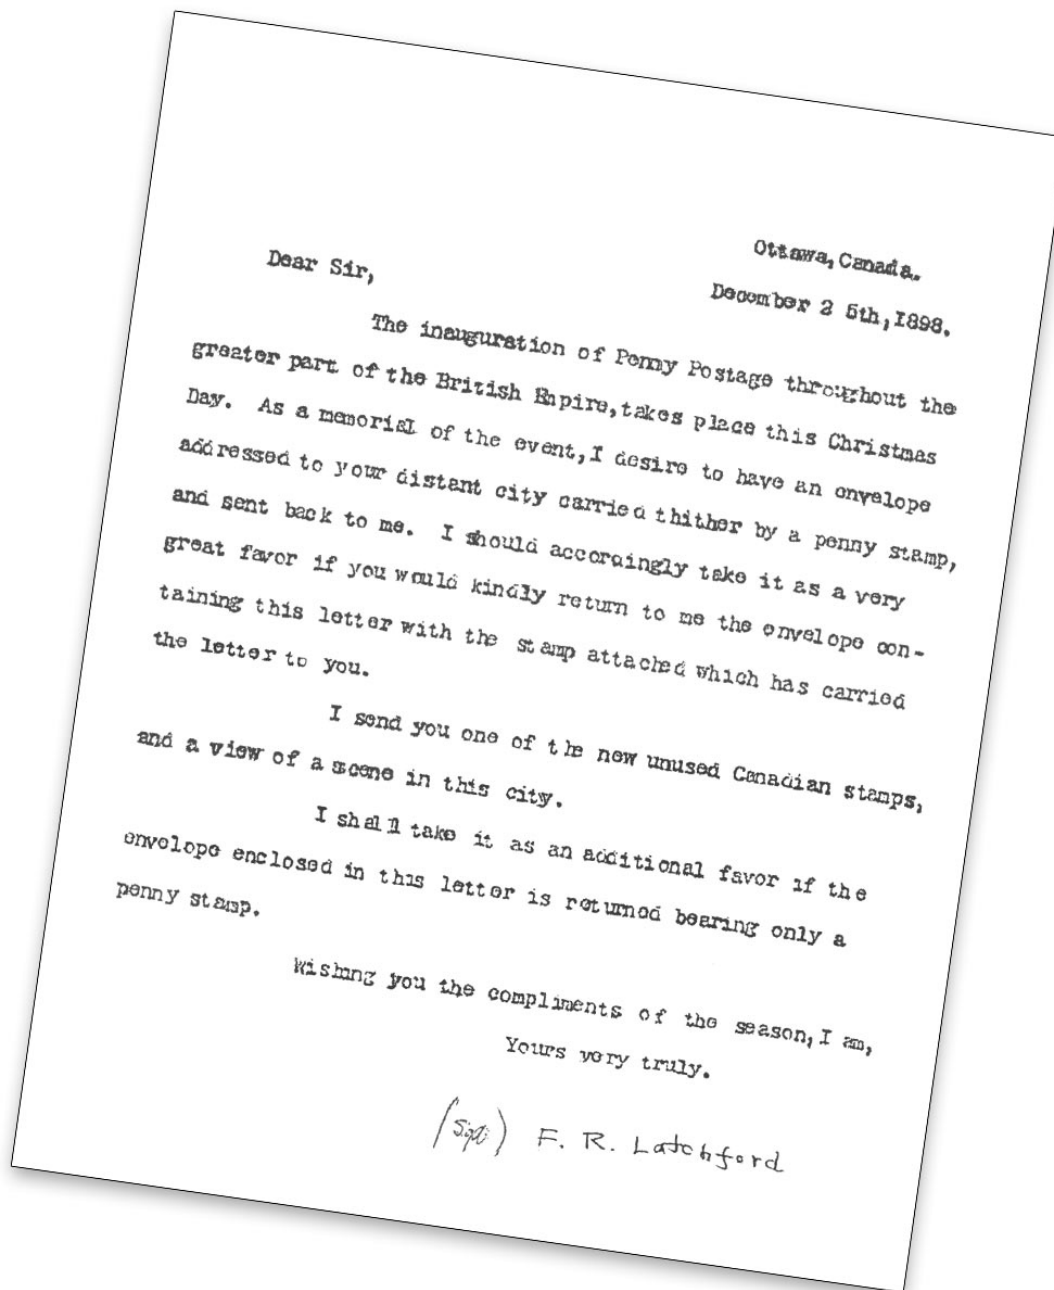 Ottawa, Canada.
December 2 5th, 1898.
Dear Sir,
The inauguration of Penny Postage throughout the
greater part of the British Empire, takes place this Christmas
Day. As a memorial of the event, I desire to have an envelope
addressed to your distant city carried thither by a penny stamp,
and sent back to me. I should accordingly take it as a very
great favor if you would kindly return to me the envelope con-
taining this letter with the stamp attached which has carried
the letter to you.
I send you one of the new unused Canadian stamps,
and a view of a scene in this city.
I shall take it as an additional favor if the
envelope enclosed in this letter is returned bearing only a
penny stamp.
Wishing you the compliments of the season, I am,
Yours very truly.
(Sgd) F. R. Latchford